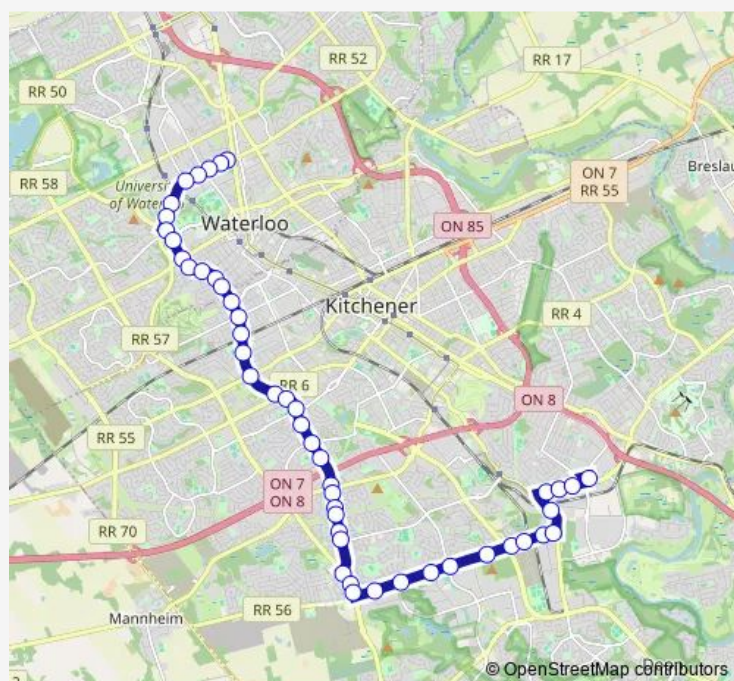 RR 52
RR 17
RR 50
ON 7
RR 55
Breslau
RR 58
Universi
of Water
Waterloo
ON 85
Kitchener
RR 4
RR 57
RR 6
ON 8
RR 55
ON 7
ON 8
RR 70
RR 56
Mannheim
© OpenStreetMap contributors